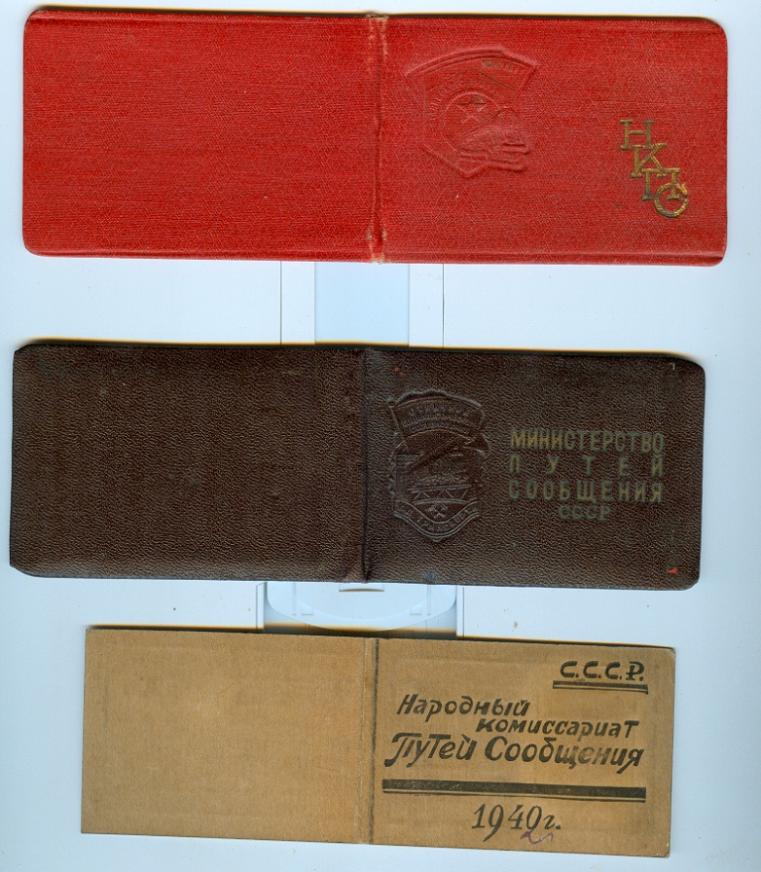 НКПС
МИНИСТЕРСТВО
ПУТЕЙ
СООБЩЕНИЯ
СССР
С.С.С.Р.
Народный
комиссариат
Путей Сообщения
1940г.